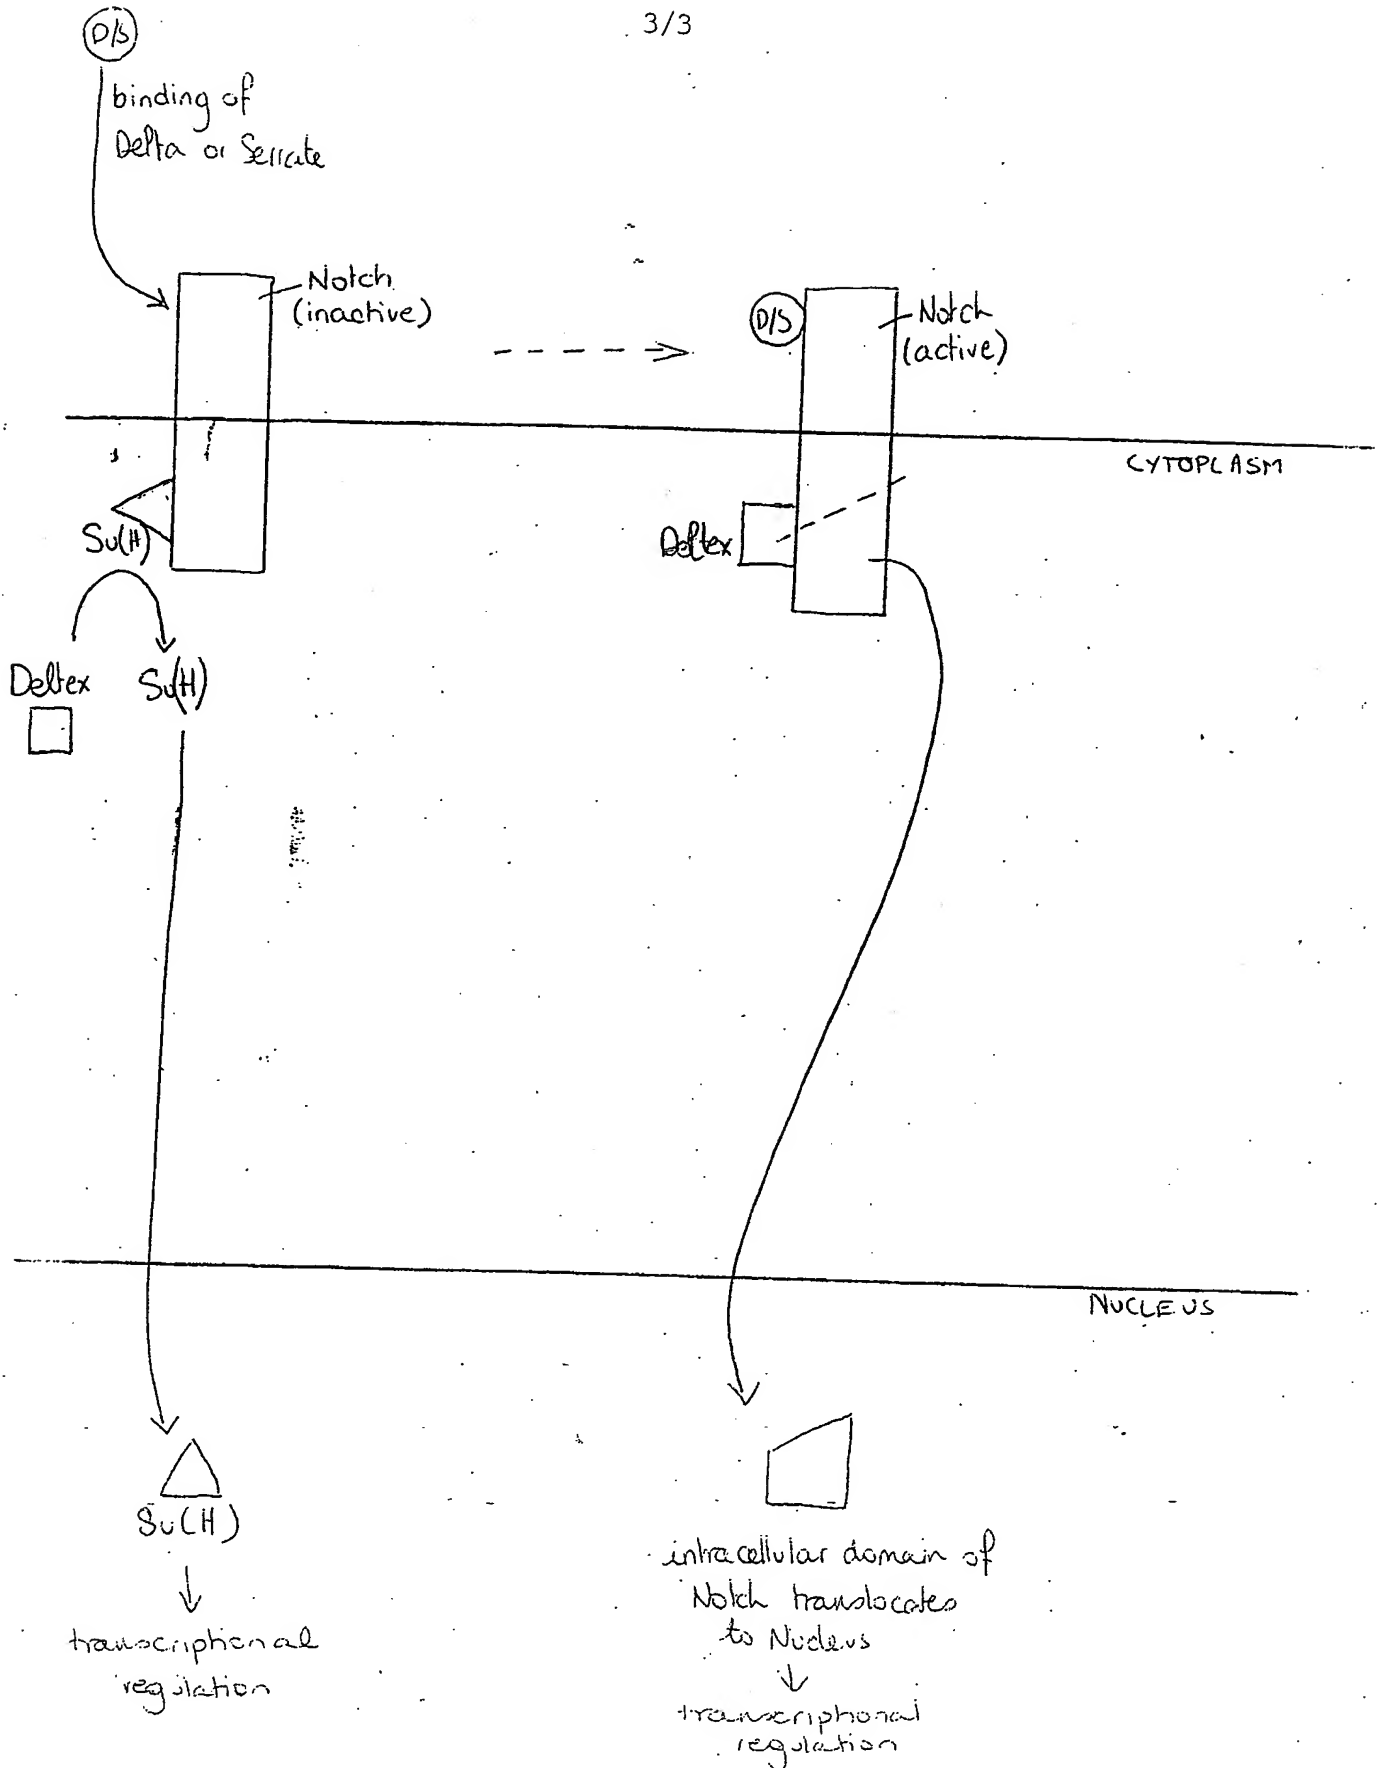 3/3
D/S
binding of
Delta or Serrate
Notch
(inactive)
D/S
Notch
(active)
CYTOPLASM
Su(H)
Deltex
Deltex
Su(H)
NUCLEUS
Su(H)
transcriptional
regulation
intracellular domain of
Notch translocates
to Nucleus
transcriptional
regulation